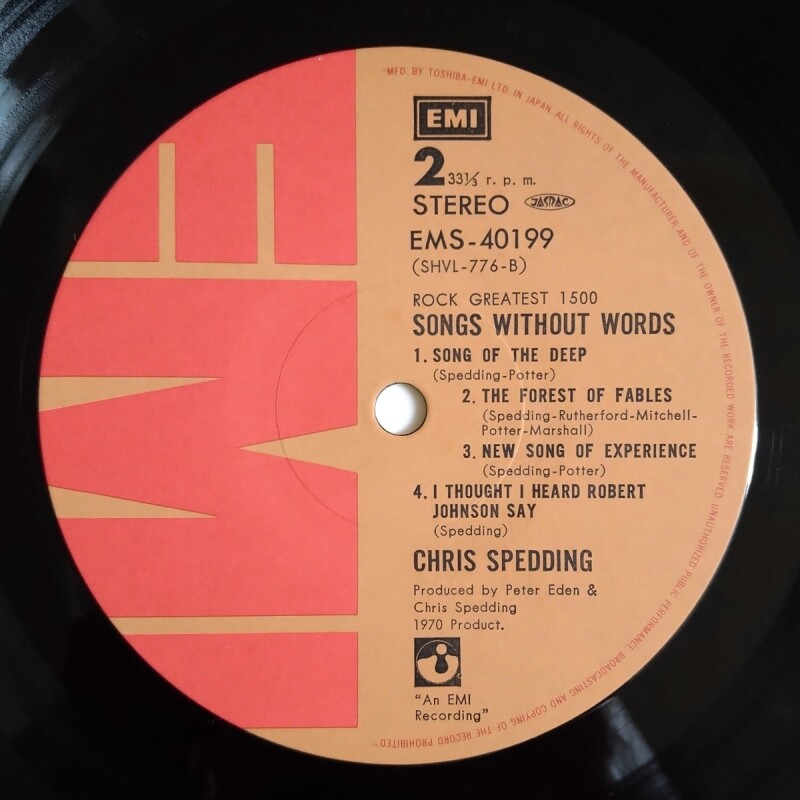 "MFD. BY TOSHIBA-EMI LTD. IN JAPAN ALL RIGHTS OF THE MANUFACTURER AND OF THE OWNER OF THE RECORDED WORK ARE RESERVED. UNAUTHORIZED PUBLIC PERFORMANCE. BROADCASTING AND COPYING OF THE RECORD PROHIBITED"
EMI
2 33⅓ r. p. m.
STEREO JASRAC
EMS-40199
(SHVL-776-B)
ROCK GREATEST 1500
SONGS WITHOUT WORDS
1. SONG OF THE DEEP
(Spedding-Potter)
2. THE FOREST OF FABLES
(Spedding-Rutherford-Mitchell-
Potter-Marshall)
3. NEW SONG OF EXPERIENCE
(Spedding-Potter)
4. I THOUGHT I HEARD ROBERT
JOHNSON SAY
(Spedding)
CHRIS SPEDDING
Produced by Peter Eden &
Chris Spedding
1970 Product.
"An EMI
Recording"
EMI